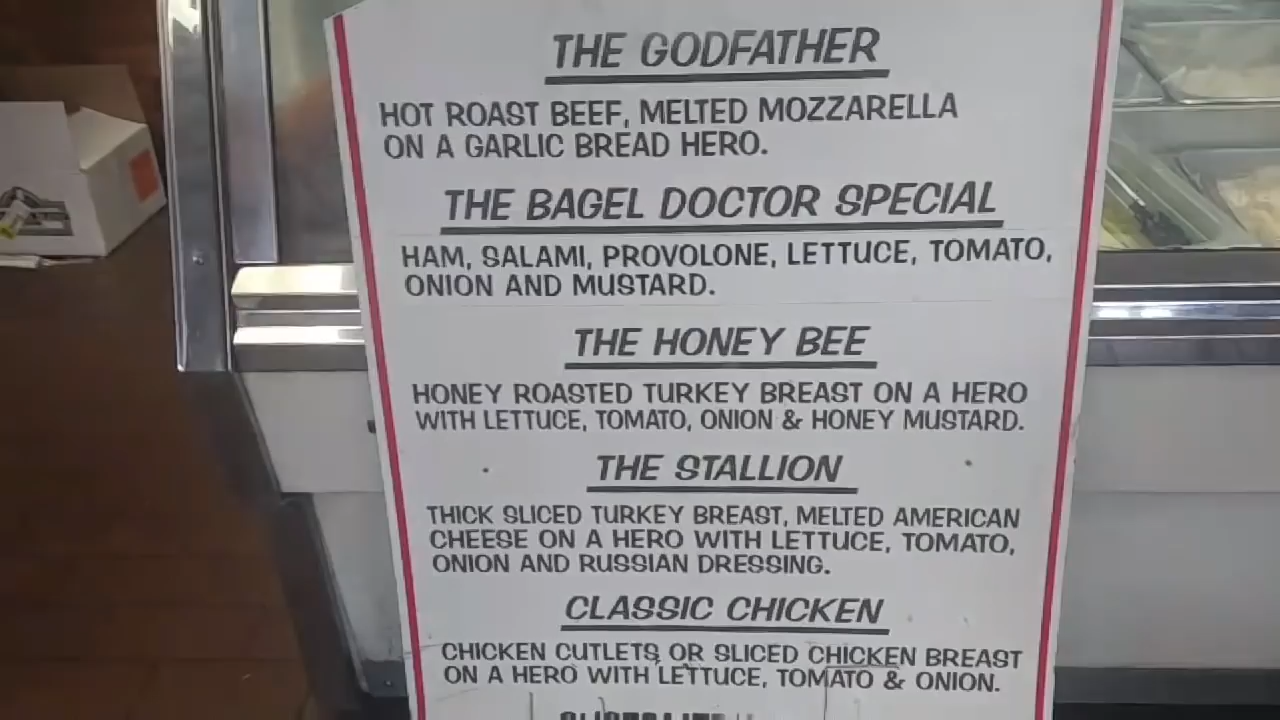 THE GODFATHER
HOT ROAST BEEF, MELTED MOZZARELLA
ON A GARLIC BREAD HERO.
THE BAGEL DOCTOR SPECIAL
HAM, SALAMI, PROVOLONE, LETTUCE, TOMATO,
ONION AND MUSTARD.
THE HONEY BEE
HONEY ROASTED TURKEY BREAST ON A HERO
WITH LETTUCE, TOMATO, ONION & HONEY MUSTARD.
THE STALLION
THICK SLICED TURKEY BREAST, MELTED AMERICAN
CHEESE ON A HERO WITH LETTUCE, TOMATO,
ONION AND RUSSIAN DRESSING.
CLASSIC CHICKEN
CHICKEN CUTLETS OR SLICED CHICKEN BREAST
ON A HERO WITH LETTUCE, TOMATO & ONION.